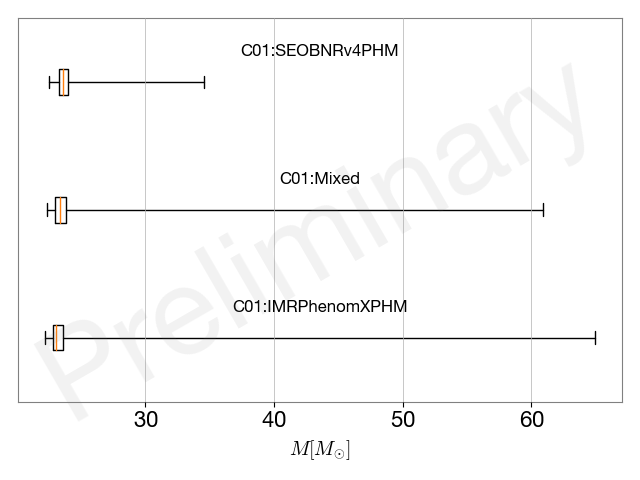 C01:SEOBNRv4PHM
C01:Mixed
C01:IMRPhenomXPHM
Preliminary
30 40 50 60
M[M⊙]